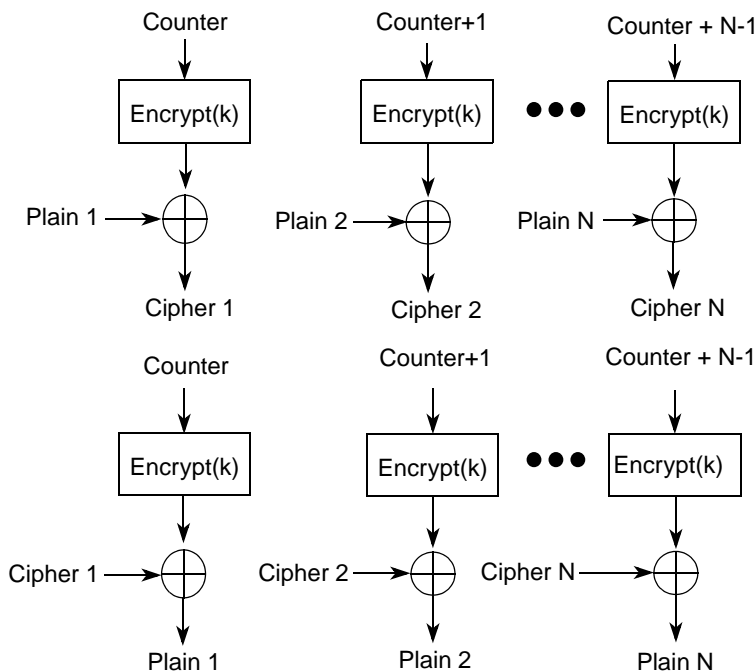 Counter Counter+1 Counter + N-1
Encrypt(k) Encrypt(k) Encrypt(k)
Plain 1 Plain 2 Plain N
Cipher 1 Cipher 2 Cipher N
Counter Counter+1 Counter + N-1
Encrypt(k) Encrypt(k) Encrypt(k)
Cipher 1 Cipher 2 Cipher N
Plain 1 Plain 2 Plain N